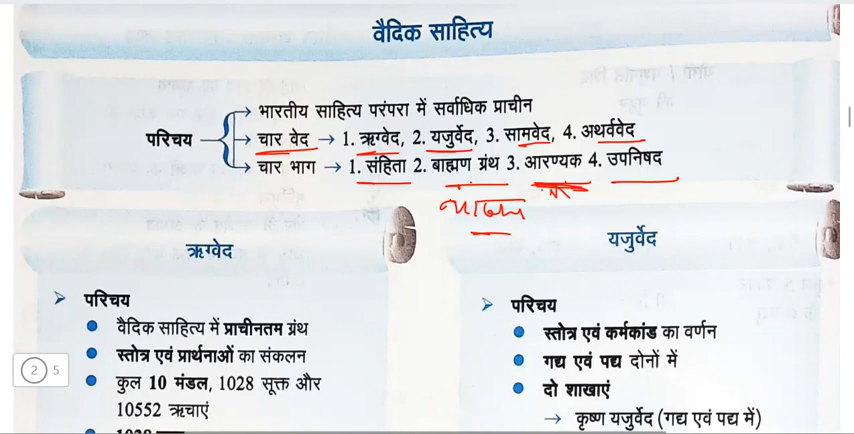 वैदिक साहित्य
परिचय
→ भारतीय साहित्य परंपरा में सर्वाधिक प्राचीन
→ चार वेद → 1. ऋग्वेद, 2. यजुर्वेद, 3. सामवेद, 4. अथर्ववेद
→ चार भाग → 1. संहिता 2. बाह्मण ग्रंथ 3. आरण्यक 4. उपनिषद
ऋग्वेद
➢ परिचय
● वैदिक साहित्य में प्राचीनतम ग्रंथ
● स्तोत्र एवं प्रार्थनाओं का संकलन
● कुल 10 मंडल, 1028 सूक्त और
10552 ऋचाएं
यजुर्वेद
➢ परिचय
● स्तोत्र एवं कर्मकांड का वर्णन
● गद्य एवं पद्य दोनों में
● दो शाखाएं
→ कृष्ण यजुर्वेद (गद्य एवं पद्य में)
2 5